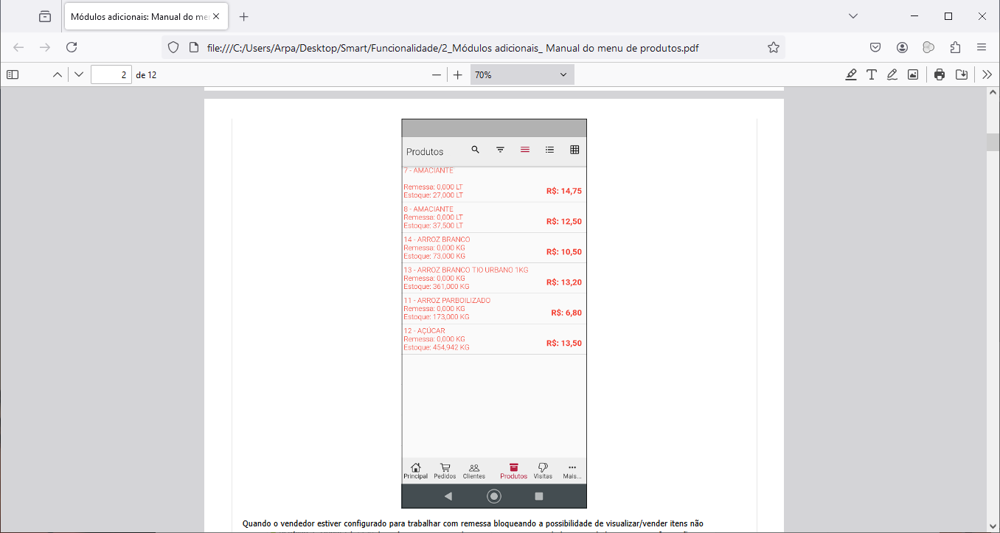 Módulos adicionais: Manual do me
file:///C:/Users/Arpa/Desktop/Smart/Funcionalidade/2_Módulos adicionais_ Manual do menu de produtos.pdf
2 de 12
70%
Produtos
7 - AMACIANTE
Remessa: 0,000 LT
Estoque: 27,000 LT
R$: 14,75
8 - AMACIANTE
Remessa: 0,000 LT
Estoque: 37,500 LT
R$: 12,50
14 - ARROZ BRANCO
Remessa: 0,000 KG
Estoque: 73,000 KG
R$: 10,50
13 - ARROZ BRANCO TIO URBANO 1KG
Remessa: 0,000 KG
Estoque: 361,000 KG
R$: 13,20
11 - ARROZ PARBOILIZADO
Remessa: 0,000 KG
Estoque: 173,000 KG
R$: 6,80
12 - AÇÚCAR
Remessa: 0,000 KG
Estoque: 454,942 KG
R$: 13,50
Principal Pedidos Clientes Produtos Visitas Mais...
Quando o vendedor estiver configurado para trabalhar com remessa bloqueando a possibilidade de visualizar/vender itens não